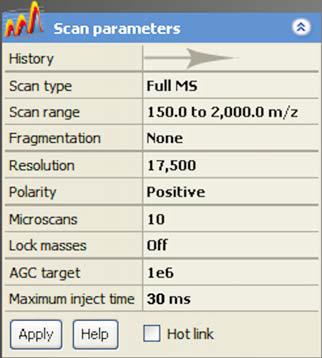 Scan parameters
History
Scan type Full MS
Scan range 150.0 to 2,000.0 m/z
Fragmentation None
Resolution 17,500
Polarity Positive
Microscans 10
Lock masses Off
AGC target 1e6
Maximum inject time 30 ms
Apply Help Hot link